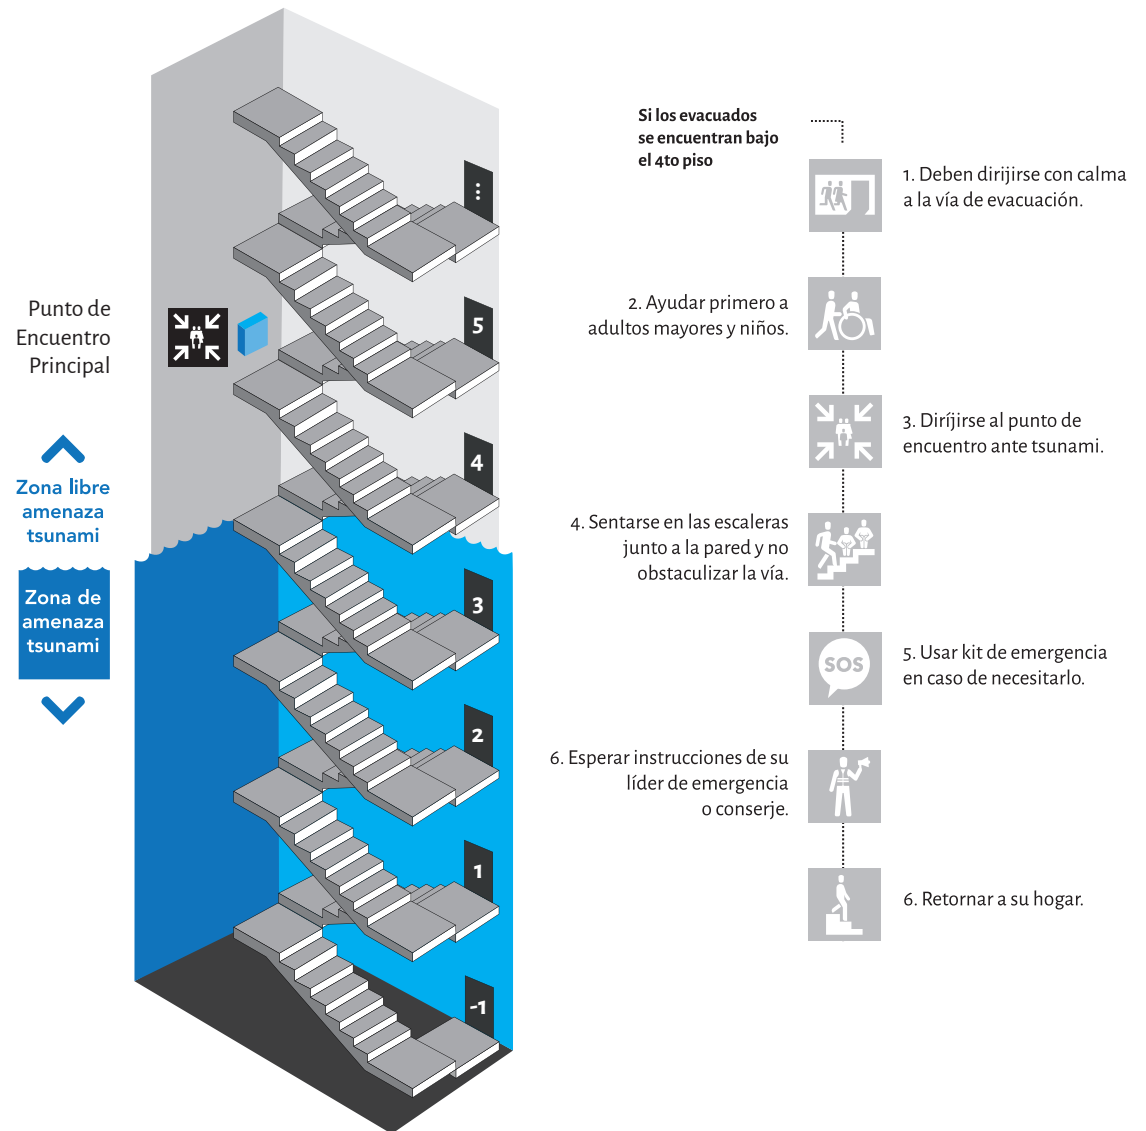 Si los evacuados
se encuentran bajo
el 4to piso
1. Deben dirijirse con calma
a la vía de evacuación.
2. Ayudar primero a
adultos mayores y niños.
3. Diríjirse al punto de
encuentro ante tsunami.
4. Sentarse en las escaleras
junto a la pared y no
obstaculizar la vía.
SOS
5. Usar kit de emergencia
en caso de necesitarlo.
6. Esperar instrucciones de su
líder de emergencia
o conserje.
6. Retornar a su hogar.
Punto de
Encuentro
Principal
Zona libre
amenaza
tsunami
Zona de
amenaza
tsunami
...
5
4
3
2
1
-1